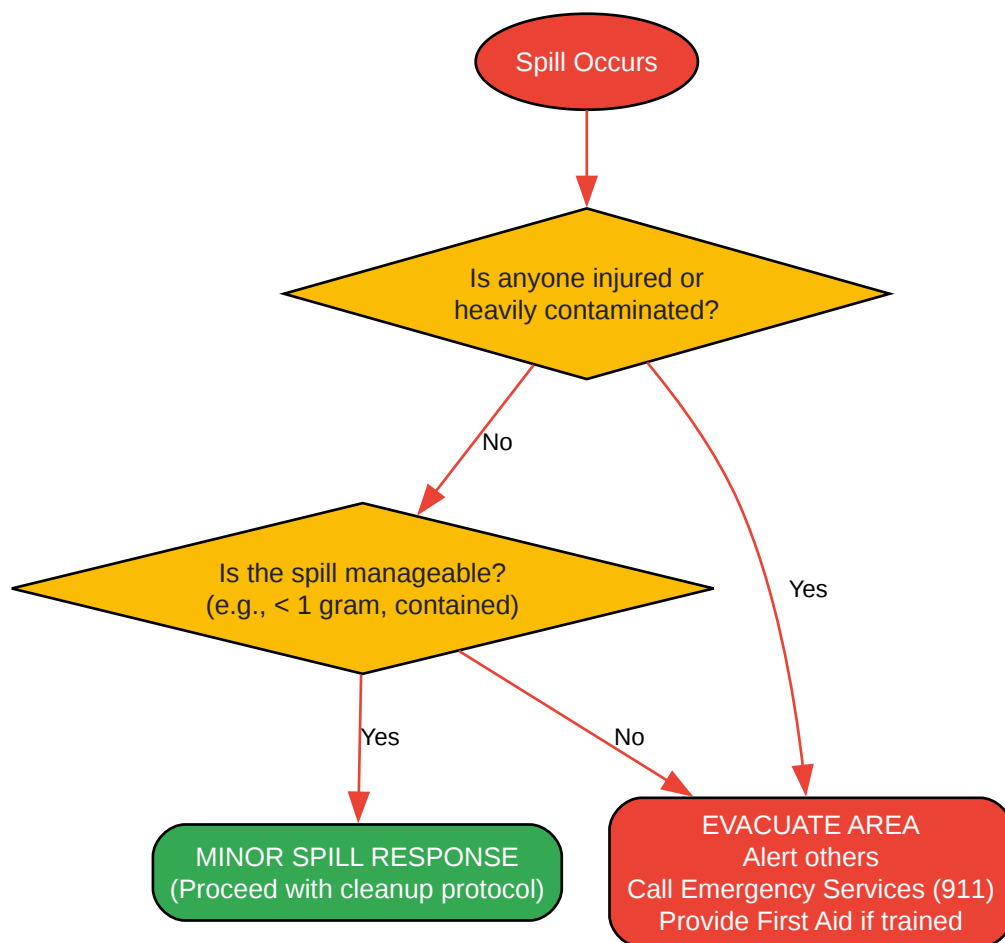 Spill Occurs
Is anyone injured or
heavily contaminated?
No
Is the spill manageable?
(e.g., < 1 gram, contained)
Yes
Yes
No
MINOR SPILL RESPONSE
(Proceed with cleanup protocol)
EVACUATE AREA
Alert others
Call Emergency Services (911)
Provide First Aid if trained